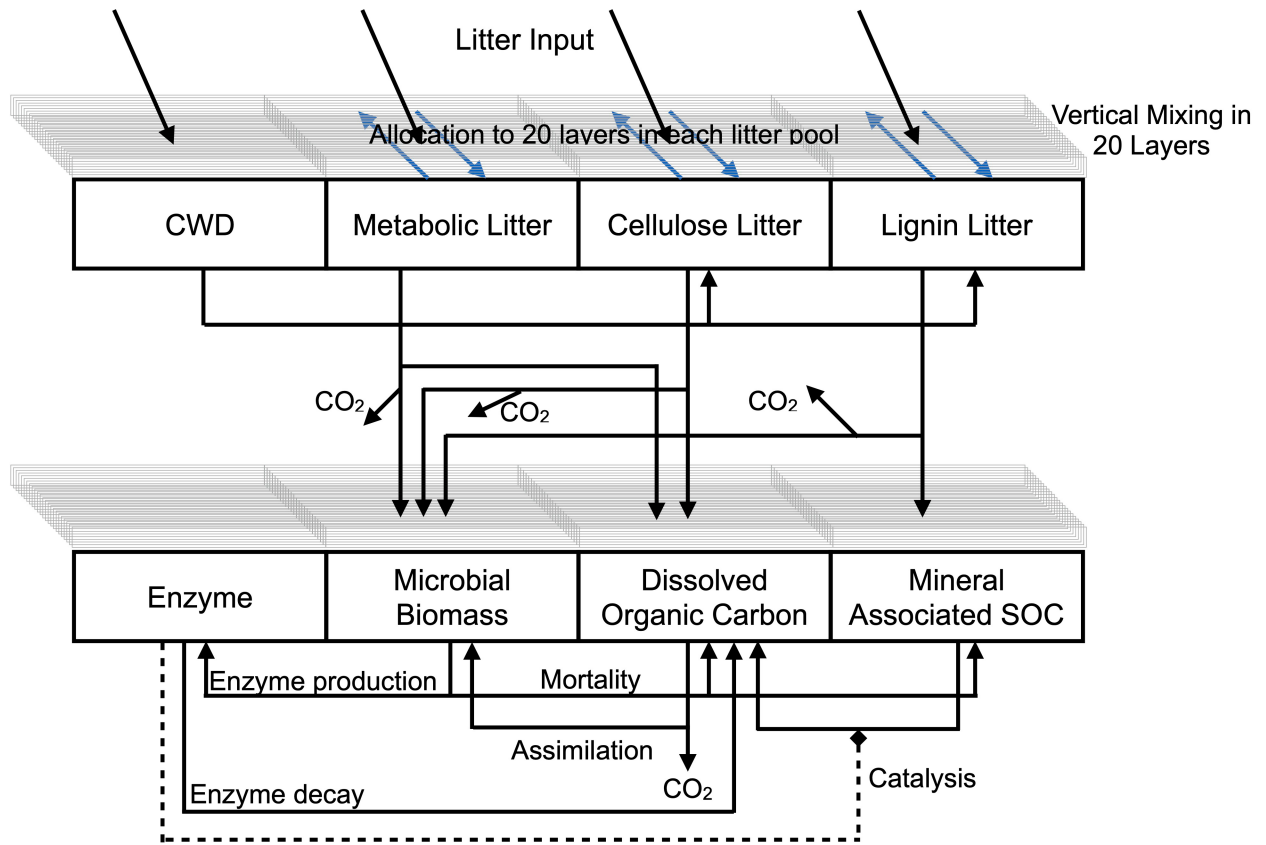 Litter Input
Vertical Mixing in
20 Layers
Allocation to 20 layers in each litter pool
CWD
Metabolic Litter
Cellulose Litter
Lignin Litter
CO₂
CO₂
CO₂
Enzyme
Microbial
Biomass
Dissolved
Organic Carbon
Mineral
Associated SOC
Enzyme production
Mortality
Assimilation
CO₂
Catalysis
Enzyme decay